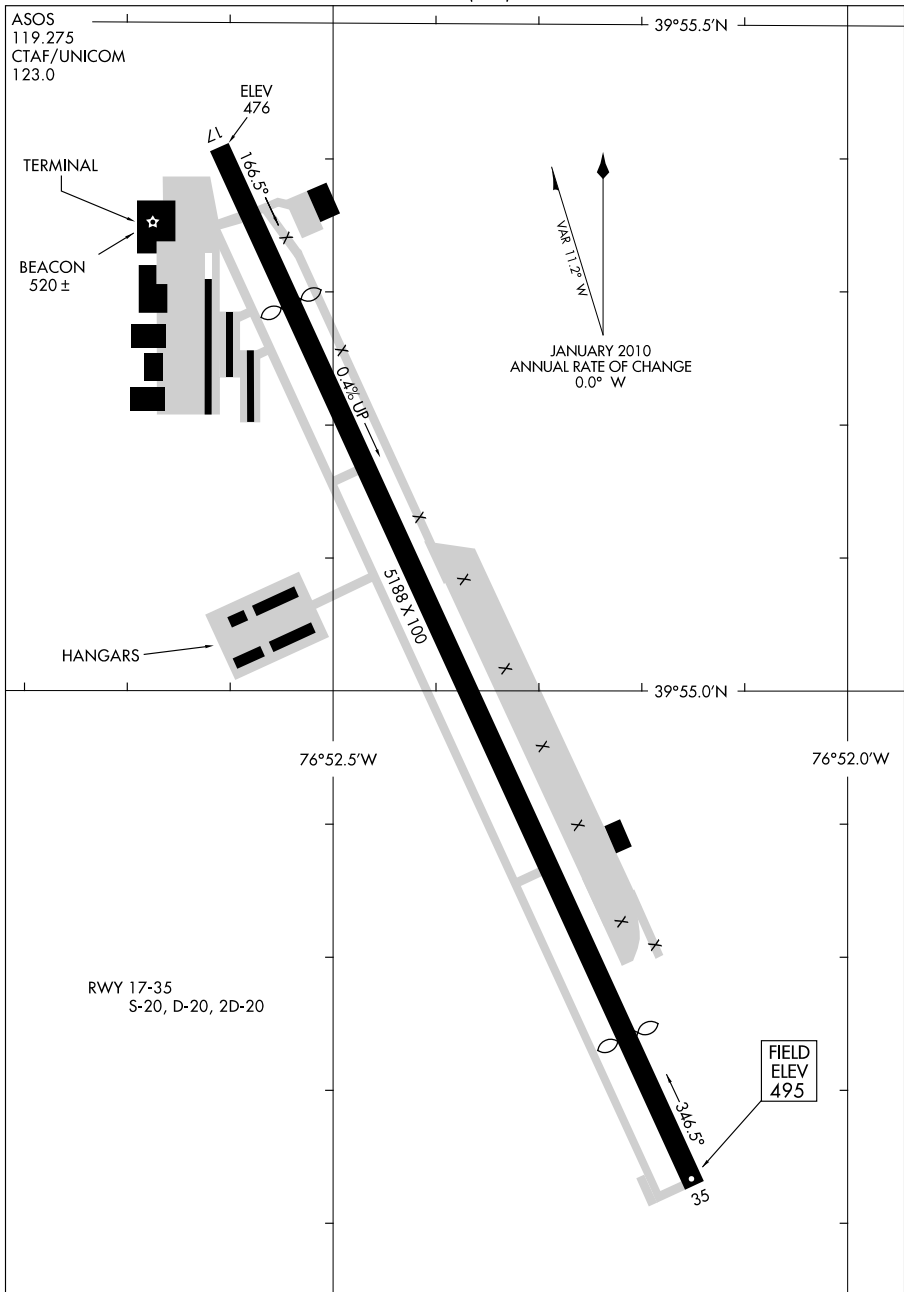 ASOS
119.275
CTAF/UNICOM
123.0
39°55.5'N
ELEV
476
17
166.5°
TERMINAL
BEACON
520 ±
VAR 11.2° W
JANUARY 2010
ANNUAL RATE OF CHANGE
0.0° W
0.4% UP
5188 X 100
HANGARS
39°55.0'N
76°52.5'W
76°52.0'W
RWY 17-35
S-20, D-20, 2D-20
FIELD
ELEV
495
346.5°
35